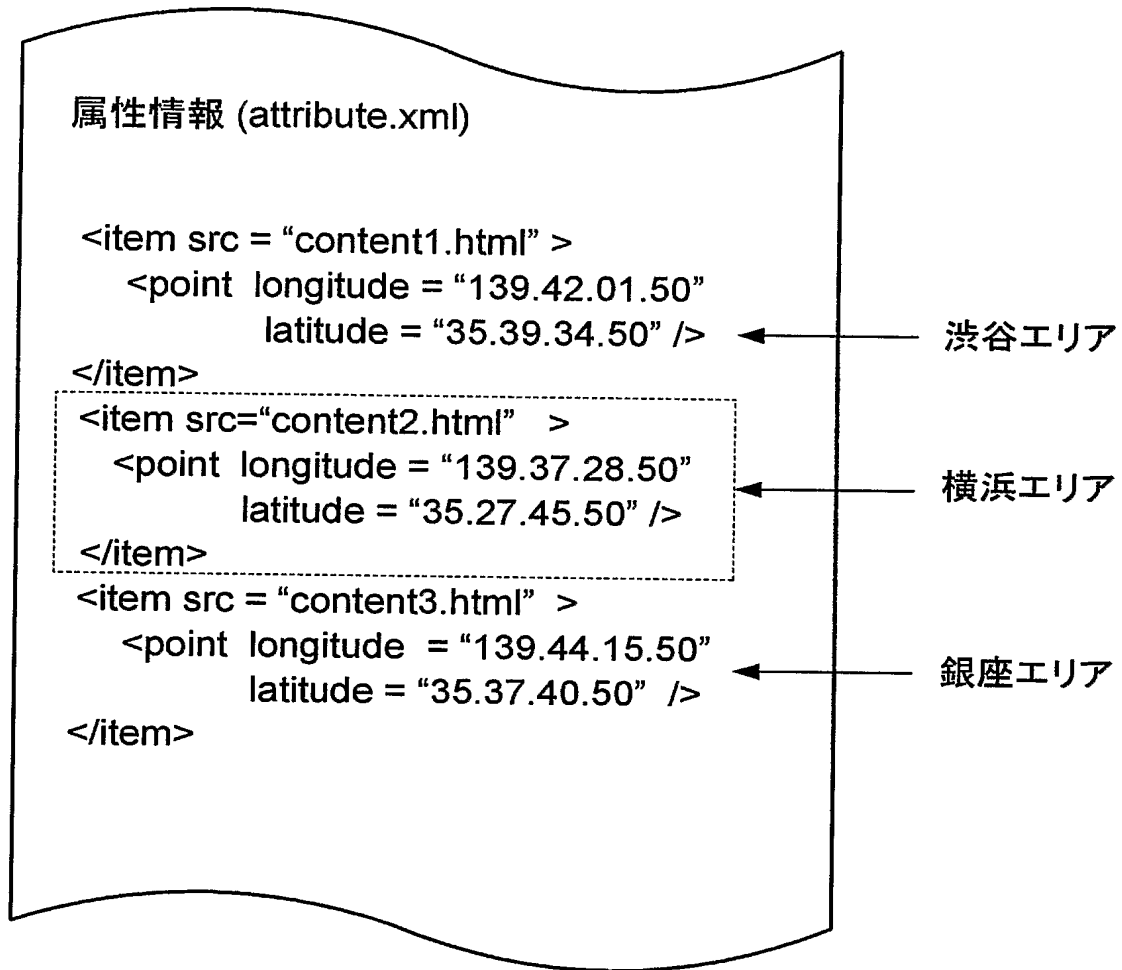 属性情報 (attribute.xml)
<item src = “content1.html” >
<point longitude = “139.42.01.50”
latitude = “35.39.34.50” />
渋谷エリア
</item>
<item src=“content2.html” >
<point longitude = “139.37.28.50”
横浜エリア
latitude = “35.27.45.50” />
</item>
<item src = “content3.html” >
<point longitude = “139.44.15.50”
銀座エリア
latitude = “35.37.40.50” />
</item>